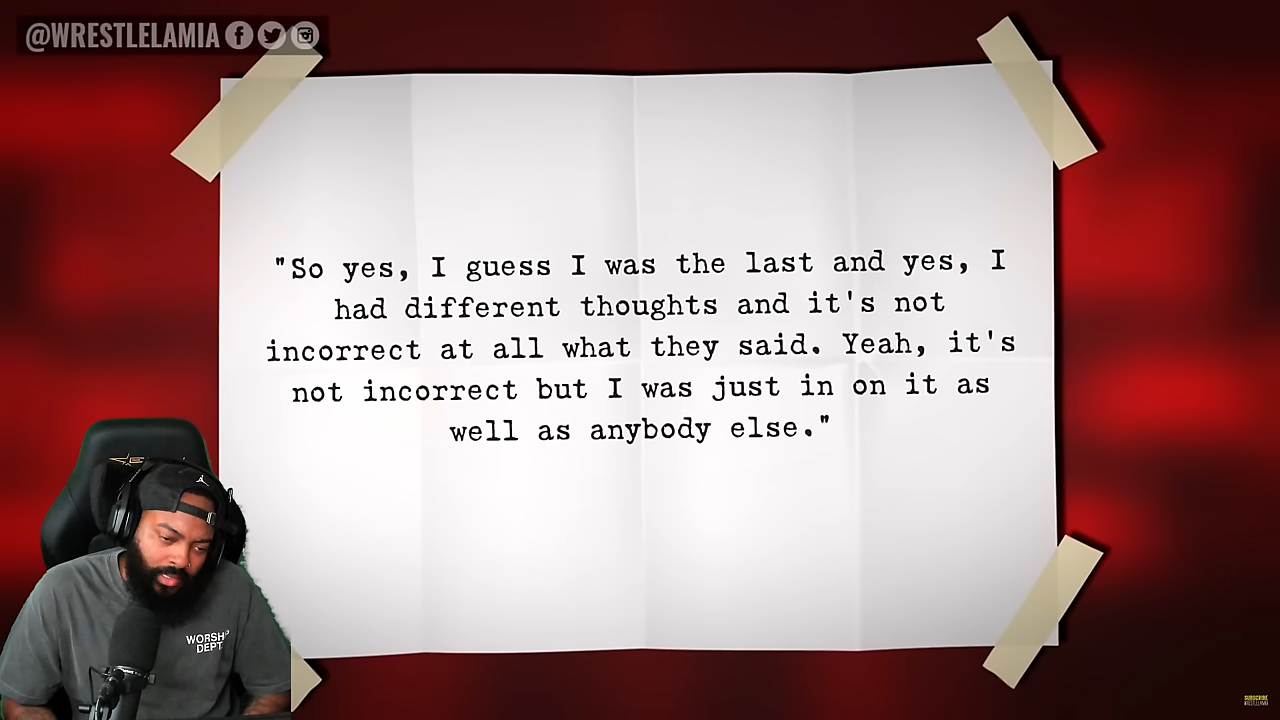 @WRESTLELAMIA
"So yes, I guess I was the last and yes, I
had different thoughts and it's not
incorrect at all what they said. Yeah, it's
not incorrect but I was just in on it as
well as anybody else."
WORSHIP
DEPT.
SUBSCRIBE
WRESTLELAMIA